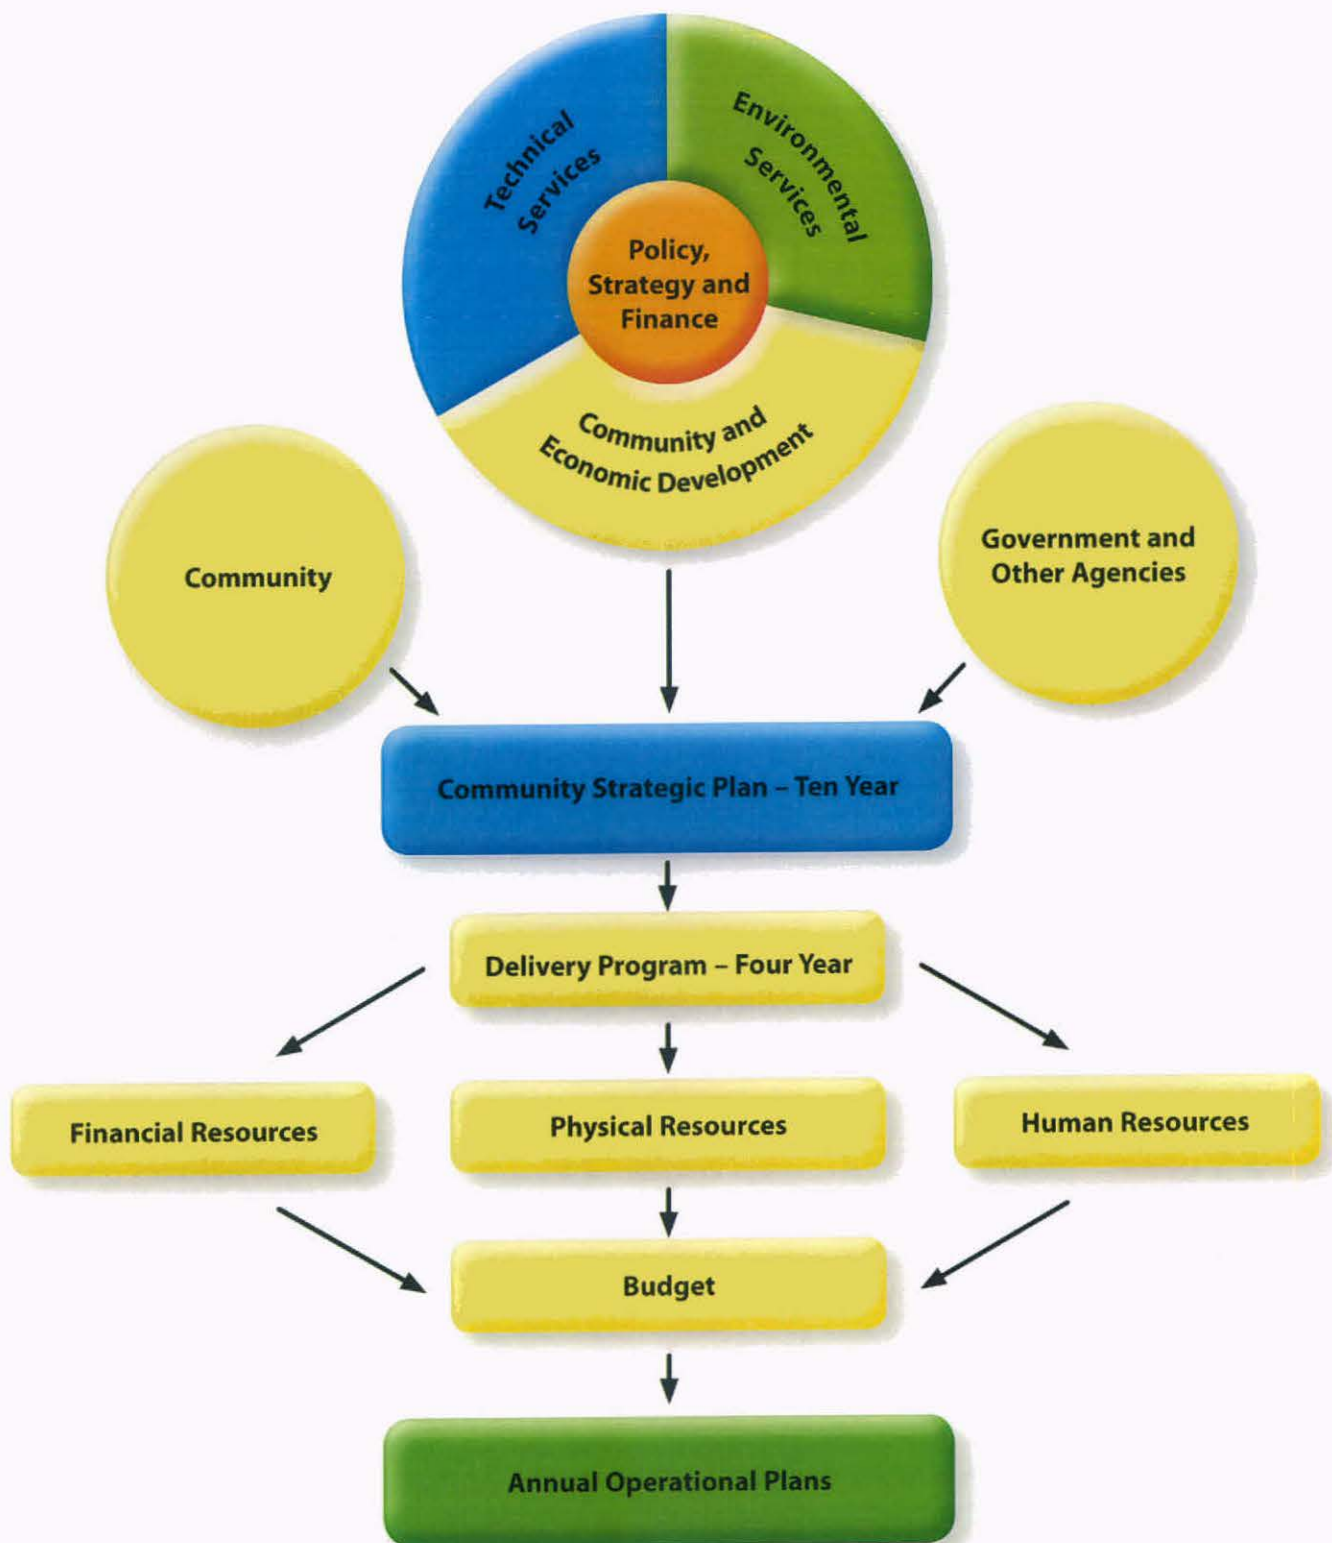 Technical
Services
Environmental
Services
Policy,
Strategy and
Finance
Community and
Economic Development
Community
Government and
Other Agencies
Community Strategic Plan – Ten Year
Delivery Program – Four Year
Financial Resources
Physical Resources
Human Resources
Budget
Annual Operational Plans